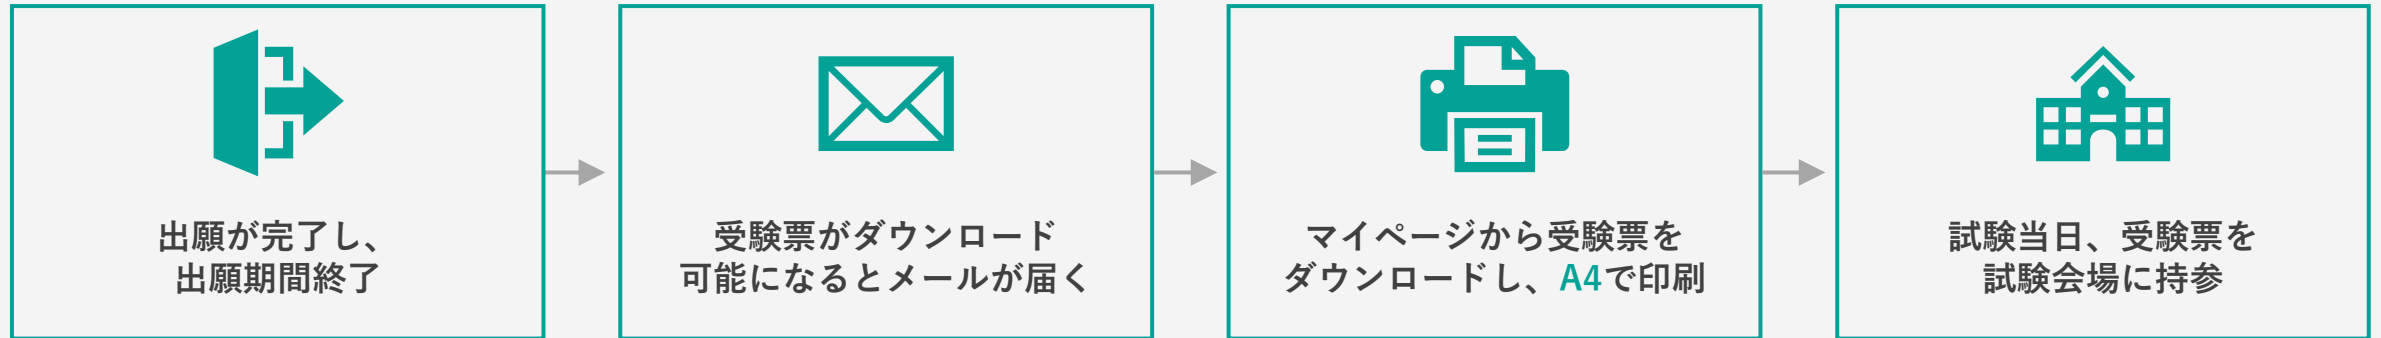 出願が完了し、
出願期間終了
受験票がダウンロード
可能になるとメールが届く
マイページから受験票を
ダウンロードし、A4で印刷
試験当日、受験票を
試験会場に持参